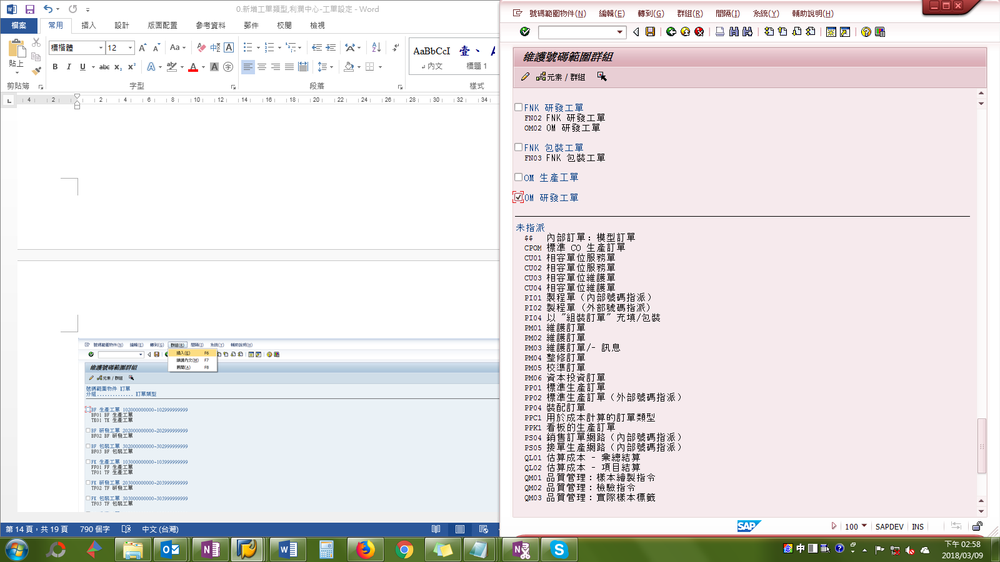 0.新增工單類型,利潤中心-工單設定 - Word
檔案 常用 插入 設計 版面配置 參考資料 郵件 校閱 檢視
標楷體 12
貼上
剪貼簿 字型 段落 樣式
AaBbCcI 壹、
內文 標題 1
4 2 2 4 6 8 10 12 14 16 18 20 22 24 26 28 30 32 34
號碼範圍物件(N) 編輯(E) 轉到(G) 群組(R) 間隔(I) 系統(Y) 輔助說明(H)
插入(E) F6
維護內文(M) F7
展開(A) F8
維護號碼範圍群組
元素 / 群組
號碼範圍物件 訂單
分組.............. 訂單類型
BF 生產工單 102000000000-102999999999
BF01 BF 生產工單
TK01 TK 生產工單
BF 研發工單 202000000000-202999999999
BF02 BF 研發工單
BF 包裝工單 302000000000-302999999999
BF03 BF 包裝工單
FK 生產工單 103000000000-103999999999
FF01 FF 生產工單
TF01 TF 生產工單
FK 研發工單 203000000000-203999999999
TF02 TF 研發工單
FK 包裝工單 303000000000-303999999999
TF03 TF 包裝工單
第 14 頁，共 19 頁 790 個字 中文 (台灣)
號碼範圍物件(N) 編輯(E) 轉到(G) 群組(R) 間隔(I) 系統(Y) 輔助說明(H)
維護號碼範圍群組
元素 / 群組
FNK 研發工單
FN02 FNK 研發工單
OM02 OM 研發工單
FNK 包裝工單
FN03 FNK 包裝工單
OM 生產工單
OM 研發工單
未指派
$$ 內部訂單: 模型訂單
CPOM 標準 CO 生產訂單
CU01 相容單位服務單
CU02 相容單位服務單
CU03 相容單位維護單
CU04 相容單位維護單
PI01 製程單（內部號碼指派）
PI02 製程單 (外部號碼指派)
PI04 以 "組裝訂單" 充填/包裝
PM01 維護訂單
PM02 維護訂單
PM03 維護訂單/- 訊息
PM04 整修訂單
PM05 校準訂單
PM06 資本投資訂單
PP01 標準生產訂單
PP02 標準生產訂單（外部號碼指派）
PP04 裝配訂單
PPC1 用於成本計算的訂單類型
PPK1 看板的生產訂單
PS04 銷售訂單網路（內部號碼指派）
PS05 接單生產網路（內部號碼指派）
QL01 估算成本 - 彙總結算
QL02 估算成本 - 項目結算
QM01 品質管理：樣本繪製指令
QM02 品質管理：檢驗指令
QM03 品質管理：實際樣本標籤
SAP 100 SAPDEV INS
中 下午 02:58
2018/03/09